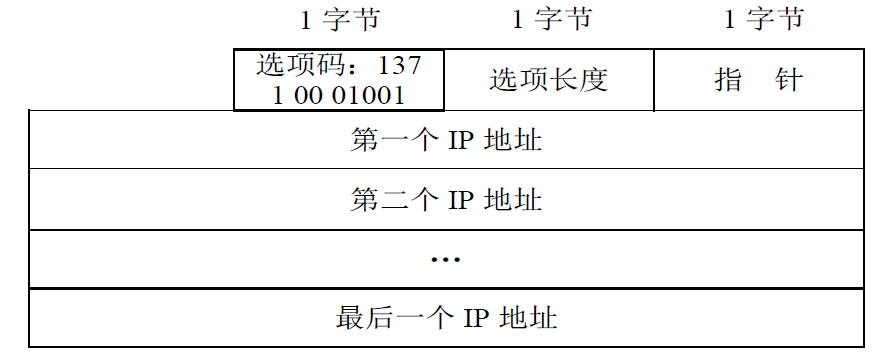 1 字节 1 字节 1 字节
选项码：137
1 00 01001
选项长度
指 针
第一个 IP 地址
第二个 IP 地址
…
最后一个 IP 地址